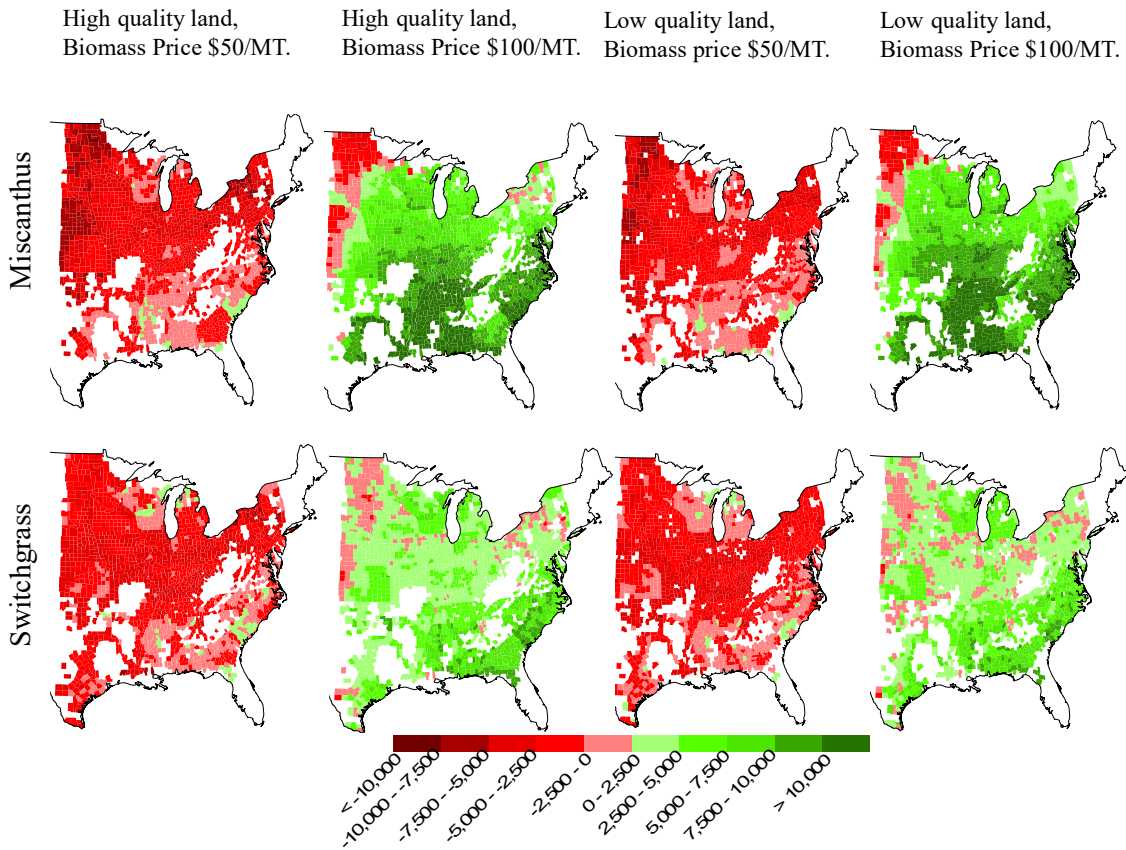 High quality land,
Biomass Price $50/MT.
High quality land,
Biomass Price $100/MT.
Low quality land,
Biomass price $50/MT.
Low quality land,
Biomass Price $100/MT.
Miscanthus
Switchgrass
< -10,000
-10,000 - -7,500
-7,500 - -5,000
-5,000 - -2,500
-2,500 - 0
0 - 2,500
2,500 - 5,000
5,000 - 7,500
7,500 - 10,000
> 10,000